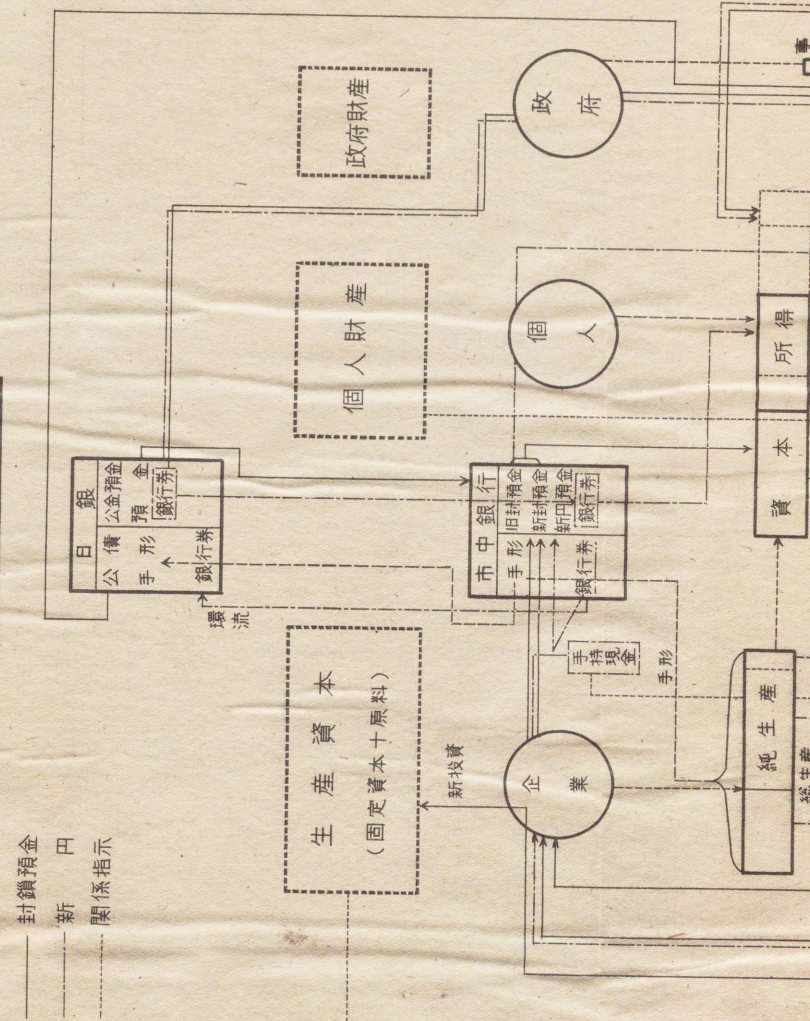 封鎖預金
新円
関係指示
日銀
公債
手形
銀行券
公金預金
預金
銀行券
環流
生産資本
(固定資本十原料)
新投資
企業
手持現金
手形
市中銀行
手形
銀行券
旧封預金
新封預金
新円預金
銀行券
個人財産
個人
政府財産
政府
資本
所得
純生産
総生産
事